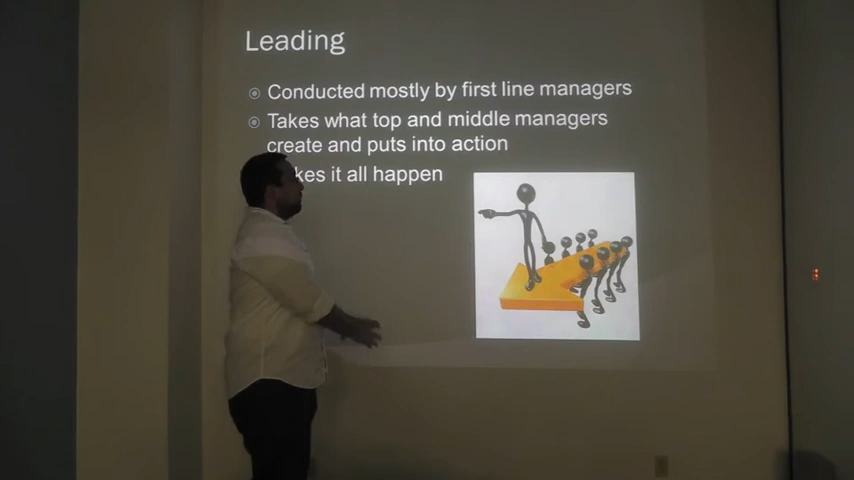 Leading
Conducted mostly by first line managers
Takes what top and middle managers
create and puts into action
kes it all happen